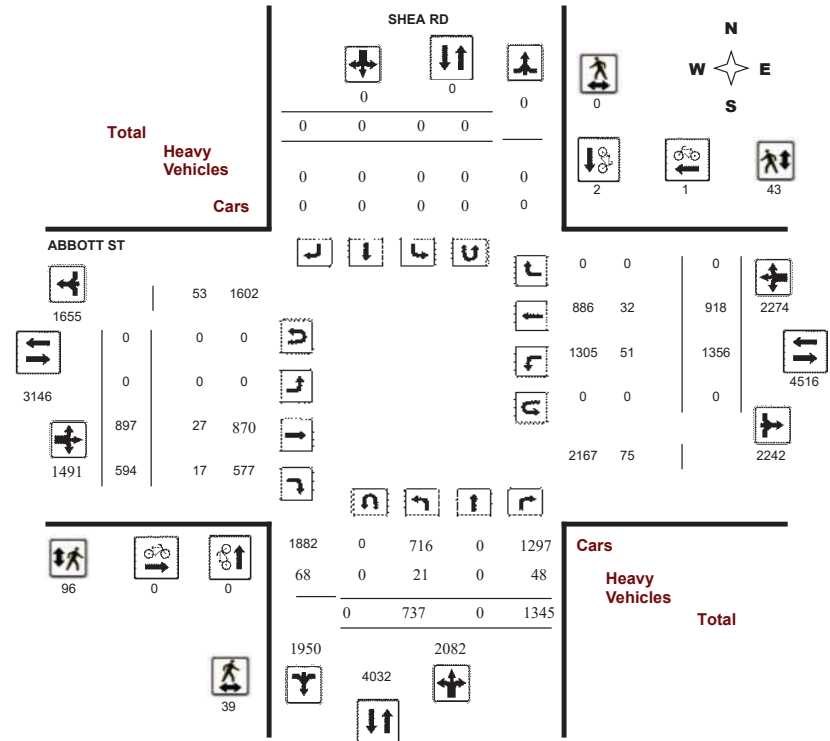 SHEA RD
N
W E
S
0 0 0 0
Total 0 0 0 0
Heavy
Vehicles
0 0 0 0 0
Cars 0 0 0 0 0
2 1 43
ABBOTT ST
1655
53 1602
0 0 0
3146
0 0 0
897 27 870
1491 594 17 577
0 0 0
886 32 918 2274
1305 51 1356
4516
0 0 0
2167 75 2242
96 0 0
39
1882 0 716 0 1297 Cars
68 0 21 0 48 Heavy
Vehicles
0 737 0 1345 Total
1950 2082
4032